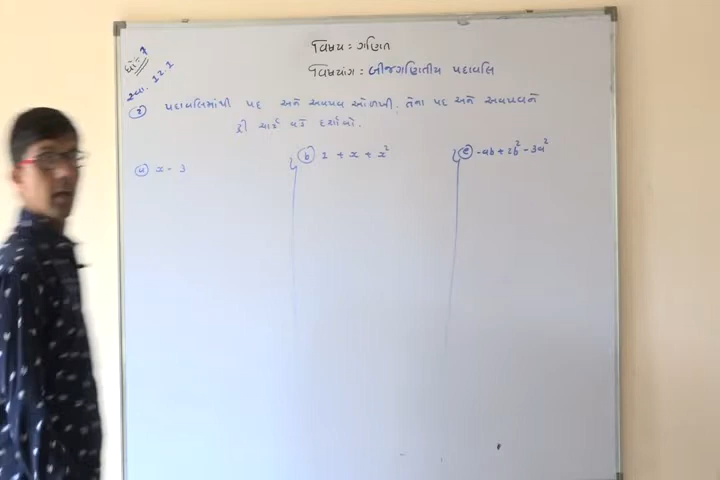 ધો. 7
સ્વા. 12.1
વિષય : ગણિત
વિષયાંગ : બીજગણિતીય પદાવલિ
પદાવલિમાંથી પદ અને અવયવ ઓળખી, તેના પદ અને અવયવને
ટ્રી ચાર્ટ વડે દર્શાવો.
(a) x - 3
(b) 1 + x + x²
(e) -ab + 2b² - 3a²